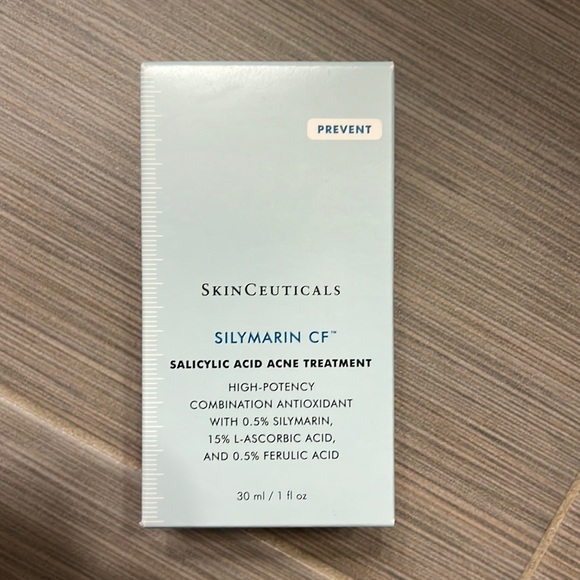 PREVENT
SKINCEUTICALS
SILYMARIN CF™
SALICYLIC ACID ACNE TREATMENT
HIGH-POTENCY
COMBINATION ANTIOXIDANT
WITH 0.5% SILYMARIN,
15% L-ASCORBIC ACID,
AND 0.5% FERULIC ACID
30 ml / 1 fl oz